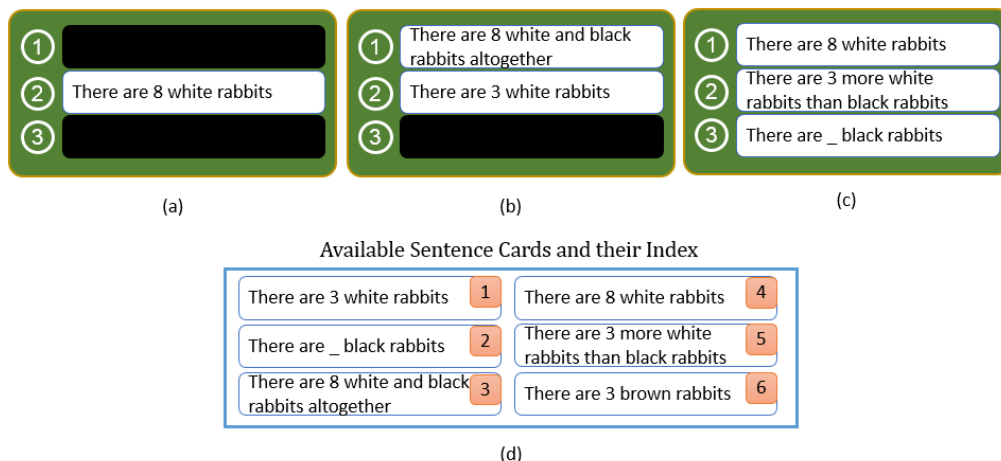 1
2
There are 8 white rabbits
3
(a)
1
There are 8 white and black
rabbits altogether
2
There are 3 white rabbits
3
(b)
1
There are 8 white rabbits
2
There are 3 more white
rabbits than black rabbits
3
There are _ black rabbits
(c)
Available Sentence Cards and their Index
There are 3 white rabbits
1
There are _ black rabbits
2
There are 8 white and black
rabbits altogether
3
There are 8 white rabbits
4
There are 3 more white
rabbits than black rabbits
5
There are 3 brown rabbits
6
(d)